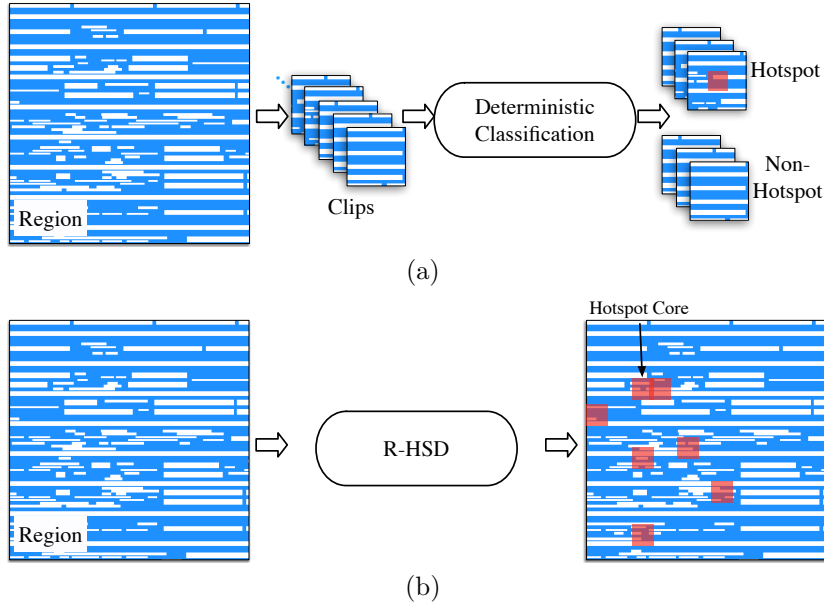 Region
Clips
Deterministic
Classification
Hotspot
Non-
Hotspot
(a)
Hotspot Core
Region
R-HSD
(b)